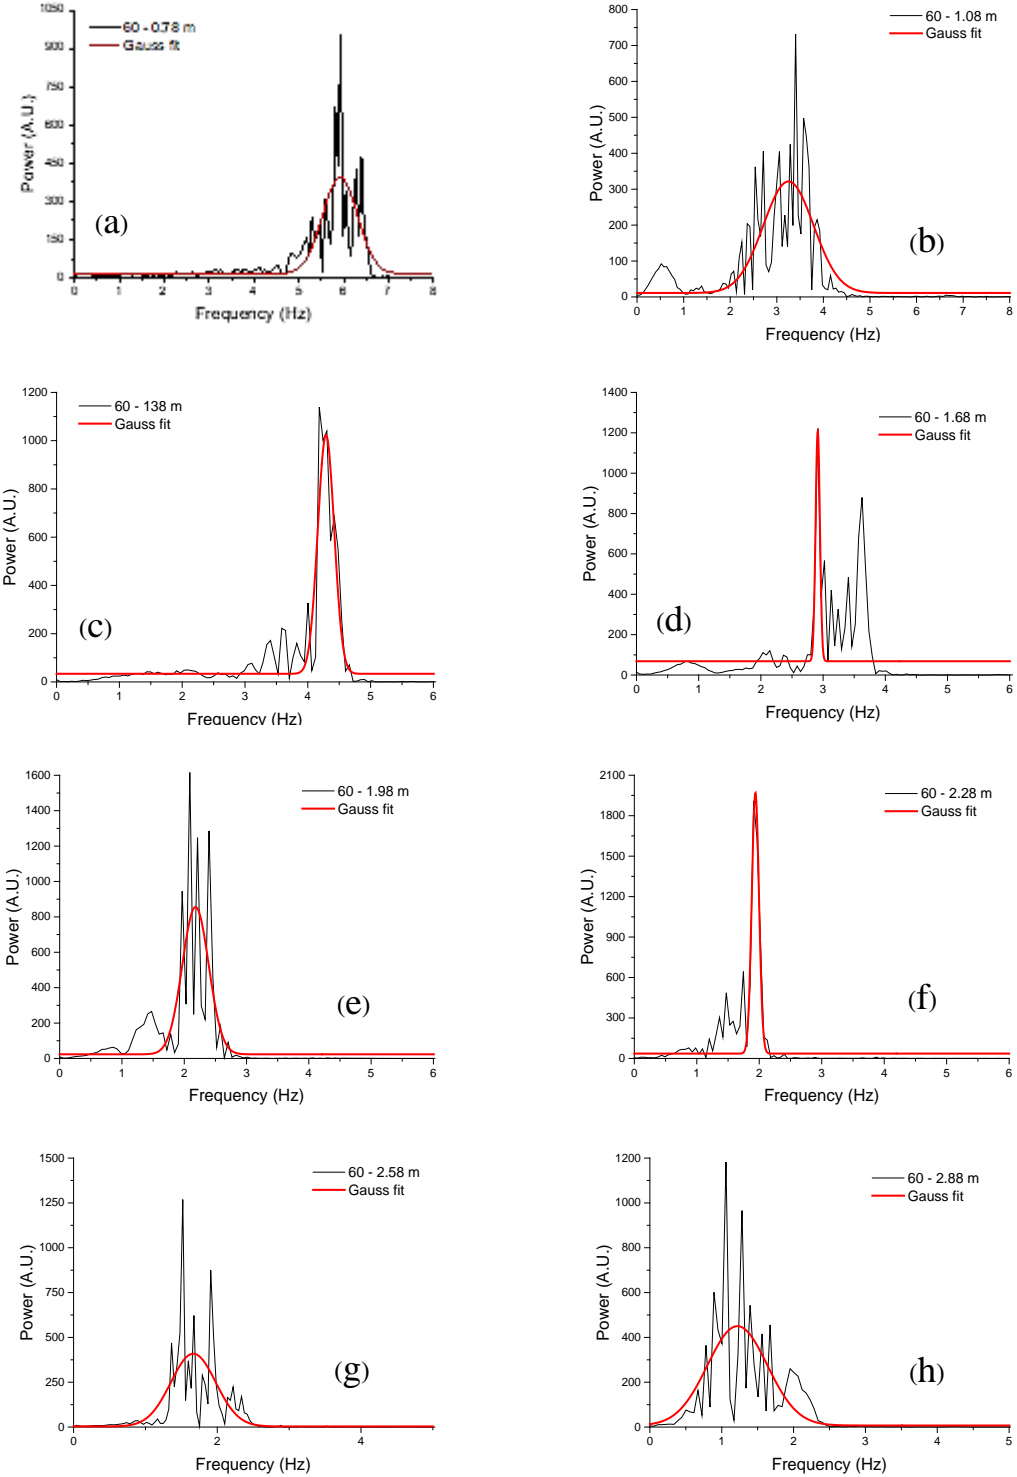 1050
900
750
600
450
300
150
0
0 1 2 3 4 5 6 7 8
Power (A.U.)
Frequency (Hz)
60 - 0.78 m
Gauss fit
(a)
800
700
600
500
400
300
200
100
0
0 1 2 3 4 5 6 7 8
Power (A.U.)
Frequency (Hz)
60 - 1.08 m
Gauss fit
(b)
1200
1000
800
600
400
200
0
0 1 2 3 4 5 6
Power (A.U.)
Frequency (Hz)
60 - 138 m
Gauss fit
(c)
1400
1200
1000
800
600
400
200
0
0 1 2 3 4 5 6
Power (A.U.)
Frequency (Hz)
60 - 1.68 m
Gauss fit
(d)
1600
1400
1200
1000
800
600
400
200
0
0 1 2 3 4 5 6
Power (A.U.)
Frequency (Hz)
60 - 1.98 m
Gauss fit
(e)
2100
1800
1500
1200
900
600
300
0
0 1 2 3 4 5 6
Power (A.U.)
Frequency (Hz)
60 - 2.28 m
Gauss fit
(f)
1500
1250
1000
750
500
250
0
0 2 4
Power (A.U.)
Frequency (Hz)
60 - 2.58 m
Gauss fit
(g)
1200
1000
800
600
400
200
0
0 1 2 3 4 5
Power (A.U.)
Frequency (Hz)
60 - 2.88 m
Gauss fit
(h)